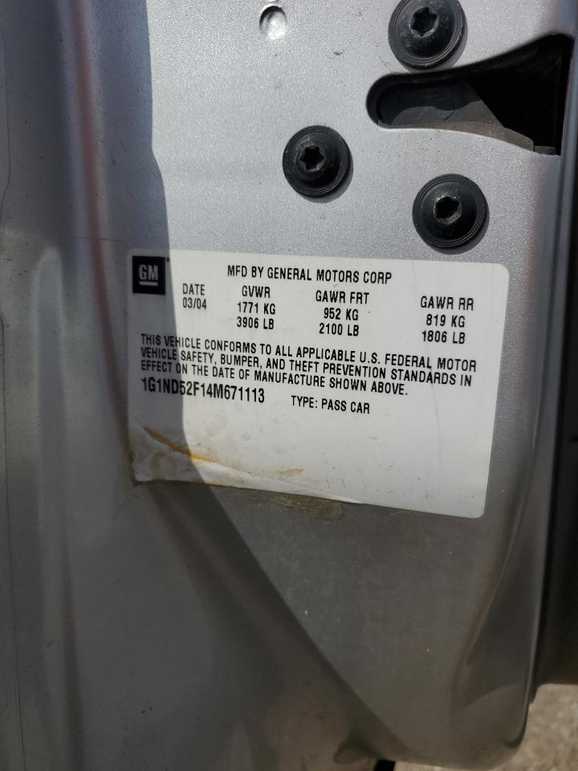 GM
MFD BY GENERAL MOTORS CORP
DATE GVWR GAWR FRT GAWR RR
03/04 1771 KG 952 KG 819 KG
3906 LB 2100 LB 1806 LB
THIS VEHICLE CONFORMS TO ALL APPLICABLE U.S. FEDERAL MOTOR
VEHICLE SAFETY, BUMPER, AND THEFT PREVENTION STANDARDS IN
EFFECT ON THE DATE OF MANUFACTURE SHOWN ABOVE.
1G1ND52F14M671113 TYPE: PASS CAR